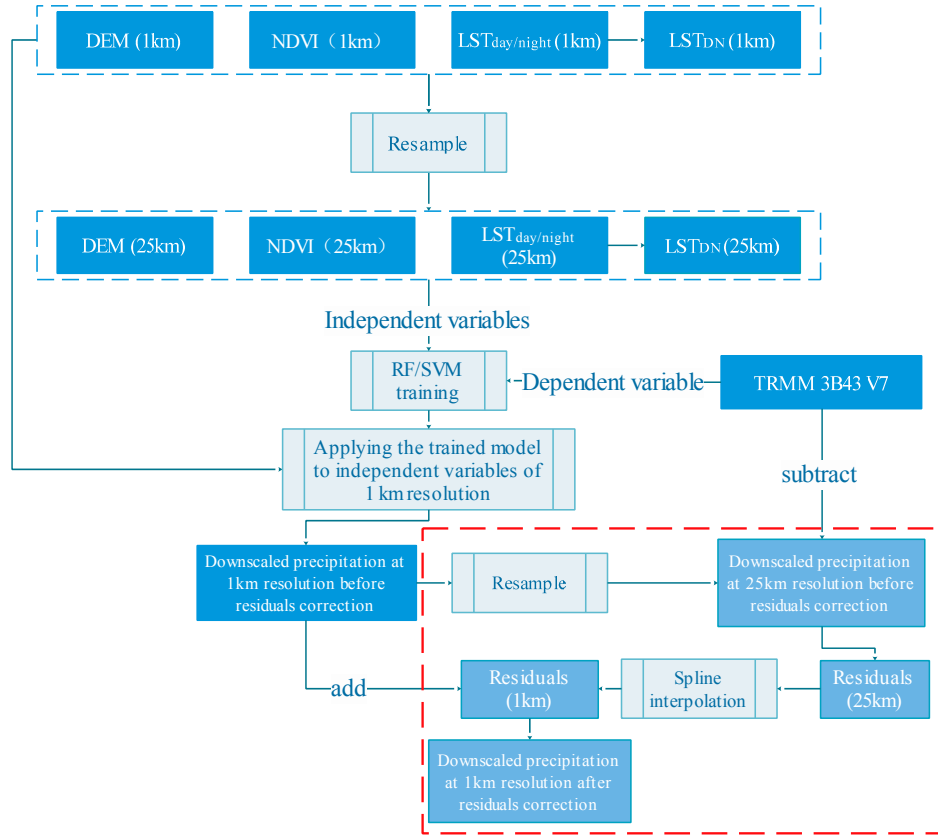 DEM (1km)
NDVI (1km）
LSTday/night (1km)
LSTDN (1km)
Resample
DEM (25km)
NDVI（25km）
LSTday/night
(25km)
LSTDN (25km)
Independent variables
RF/SVM
training
Dependent variable
TRMM 3B43 V7
Applying the trained model
to independent variables of
1 km resolution
subtract
Downscaled precipitation at
1km resolution before
residuals correction
Resample
Downscaled precipitation
at 25km resolution before
residuals correction
add
Residuals
(1km)
Spline
interpolation
Residuals
(25km)
Downscaled precipitation
at 1km resolution after
residuals correction